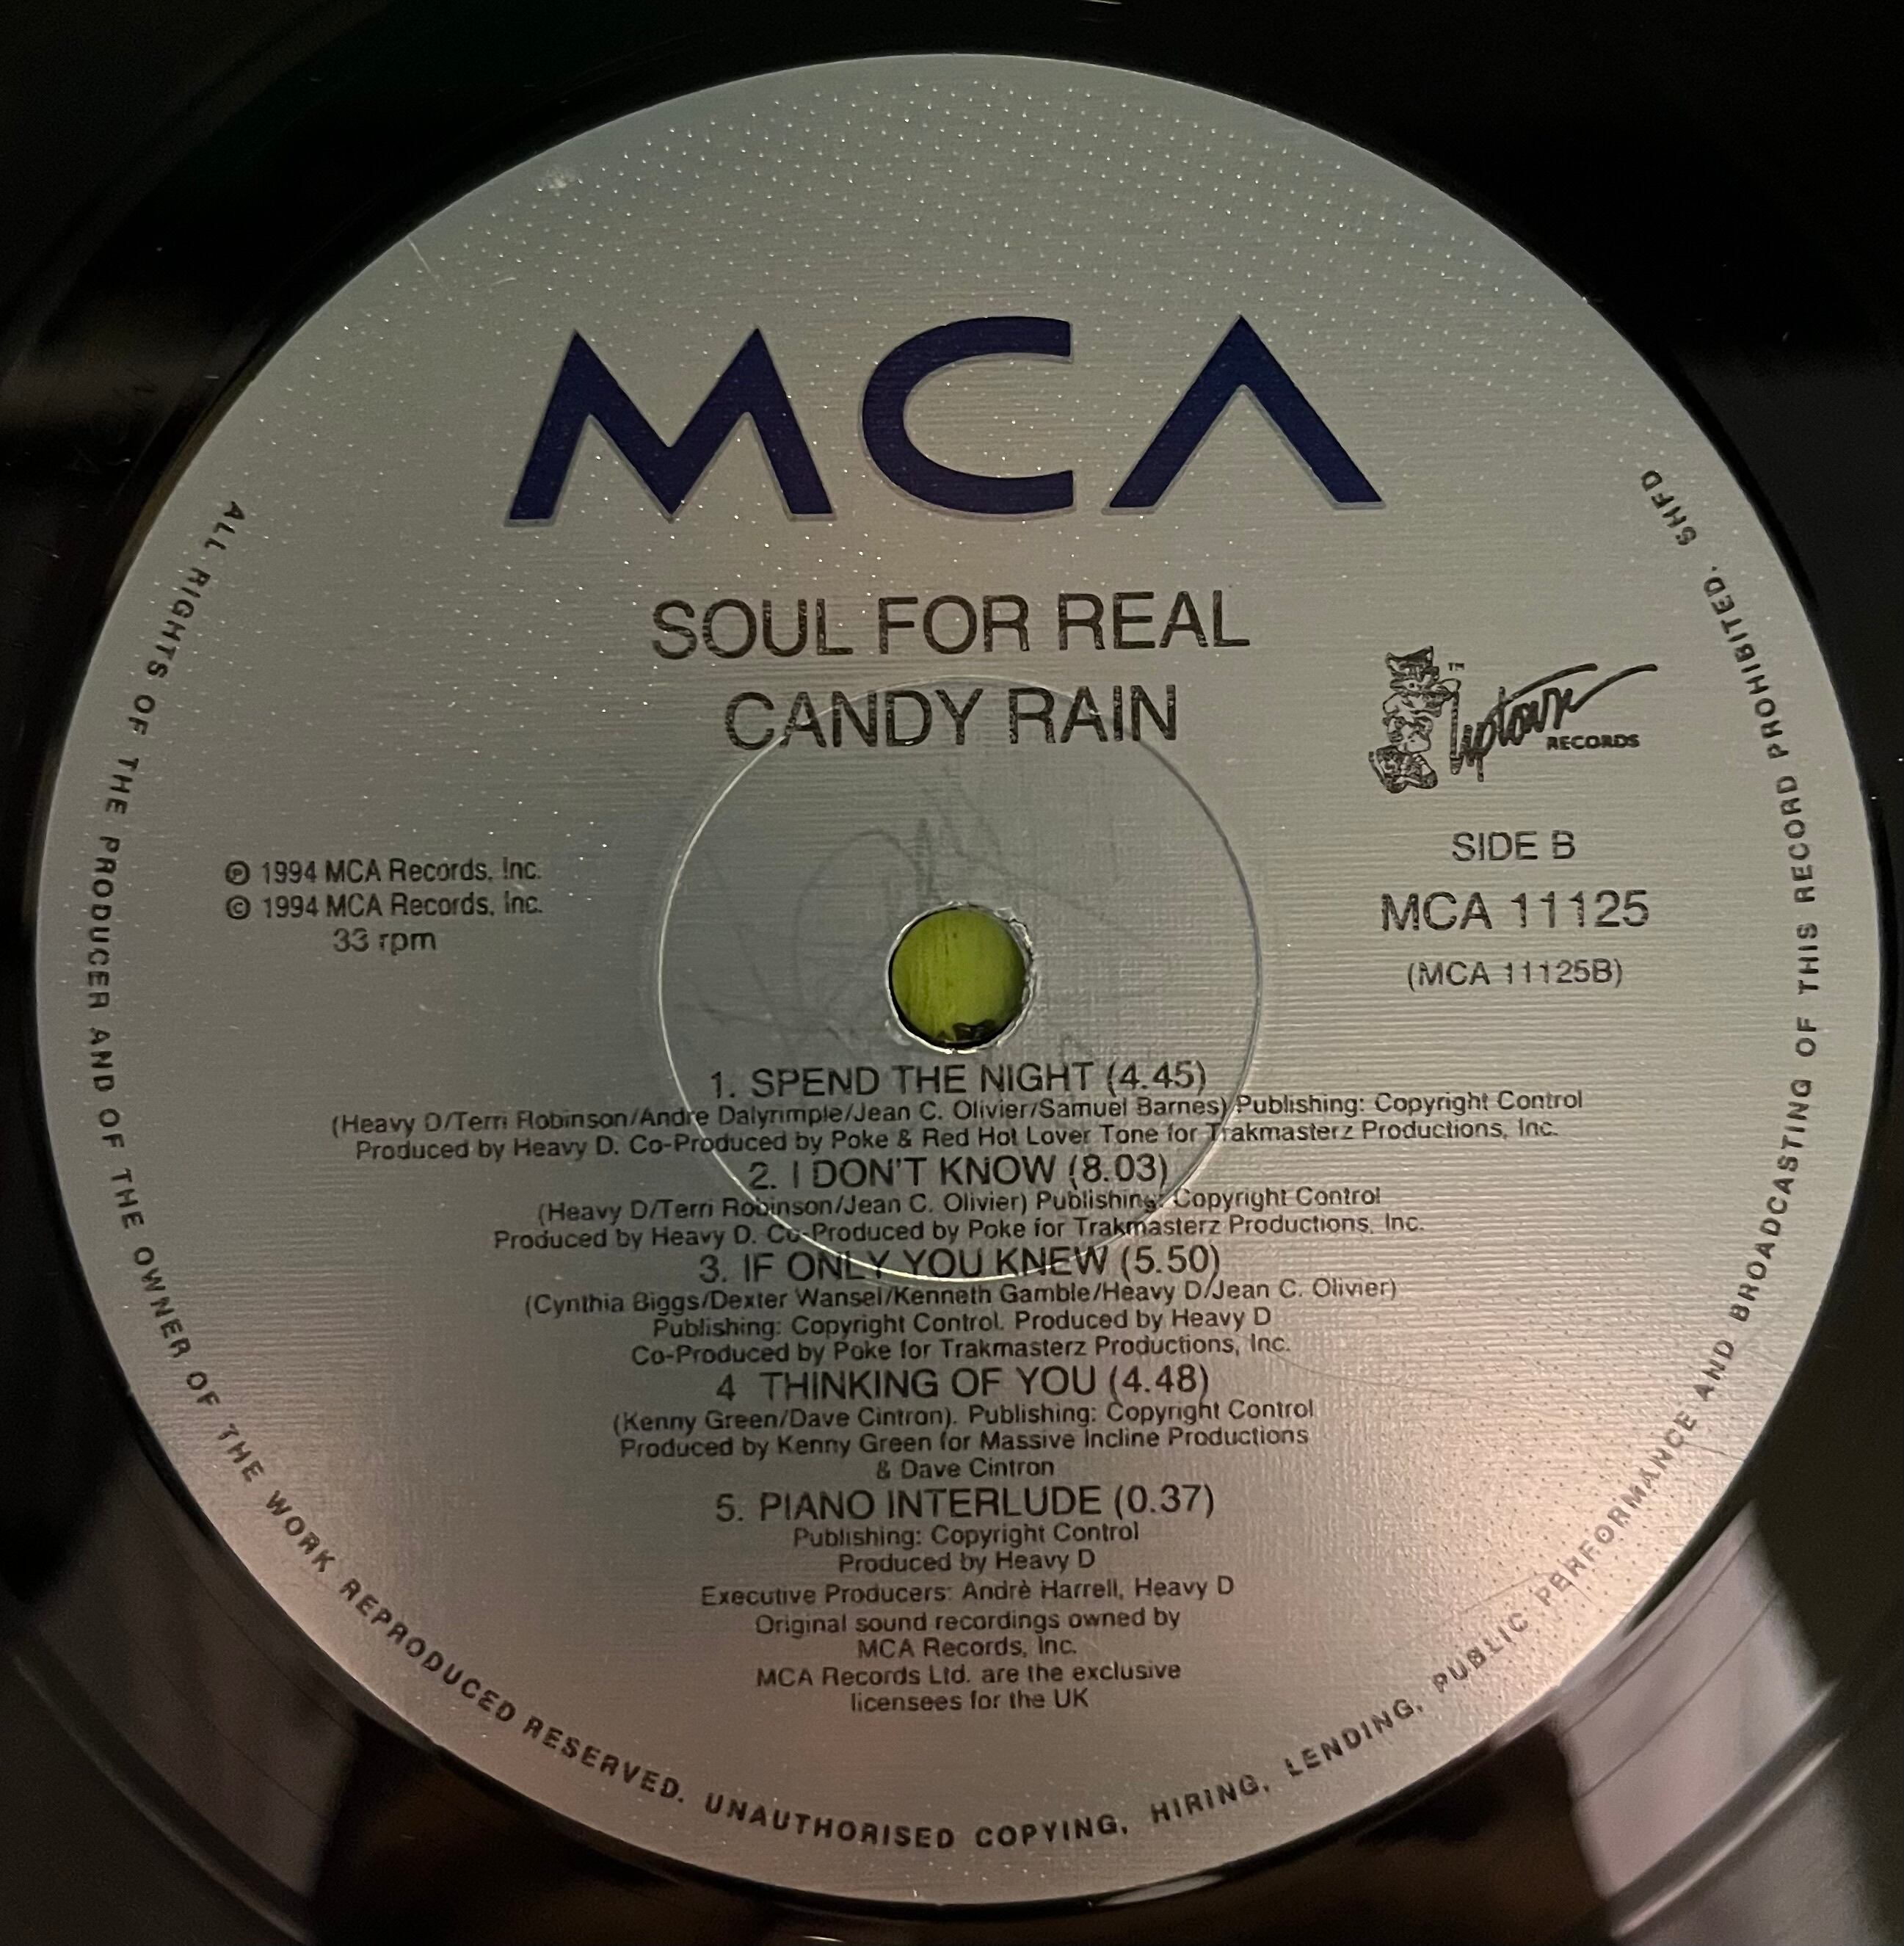 MCA
SOUL FOR REAL
CANDY RAIN
Uptown
RECORDS
℗ 1994 MCA Records, Inc.
© 1994 MCA Records, Inc.
33 rpm
SIDE B
MCA 11125
(MCA 11125B)
1. SPEND THE NIGHT (4.45)
(Heavy D/Terri Robinson/Andre Dalyrimple/Jean C. Olivier/Samuel Barnes) Publishing: Copyright Control
Produced by Heavy D. Co-Produced by Poke & Red Hot Lover Tone for Trakmasterz Productions, Inc.
2. I DON'T KNOW (8.03)
(Heavy D/Terri Robinson/Jean C. Olivier) Publishing: Copyright Control
Produced by Heavy D. Co-Produced by Poke for Trakmasterz Productions, Inc.
3. IF ONLY YOU KNEW (5.50)
(Cynthia Biggs/Dexter Wansel/Kenneth Gamble/Heavy D/Jean C. Olivier)
Publishing: Copyright Control. Produced by Heavy D
Co-Produced by Poke for Trakmasterz Productions, Inc.
4 THINKING OF YOU (4.48)
(Kenny Green/Dave Cintron). Publishing: Copyright Control
Produced by Kenny Green for Massive Incline Productions
& Dave Cintron
5. PIANO INTERLUDE (0.37)
Publishing: Copyright Control
Produced by Heavy D
Executive Producers: Andrè Harrell, Heavy D
Original sound recordings owned by
MCA Records, Inc.
MCA Records Ltd. are the exclusive
licensees for the UK
ALL RIGHTS OF THE PRODUCER AND OF THE OWNER OF THE WORK REPRODUCED RESERVED. UNAUTHORISED COPYING, HIRING, LENDING, PUBLIC PERFORMANCE AND BROADCASTING OF THIS RECORD PROHIBITED. SHFD